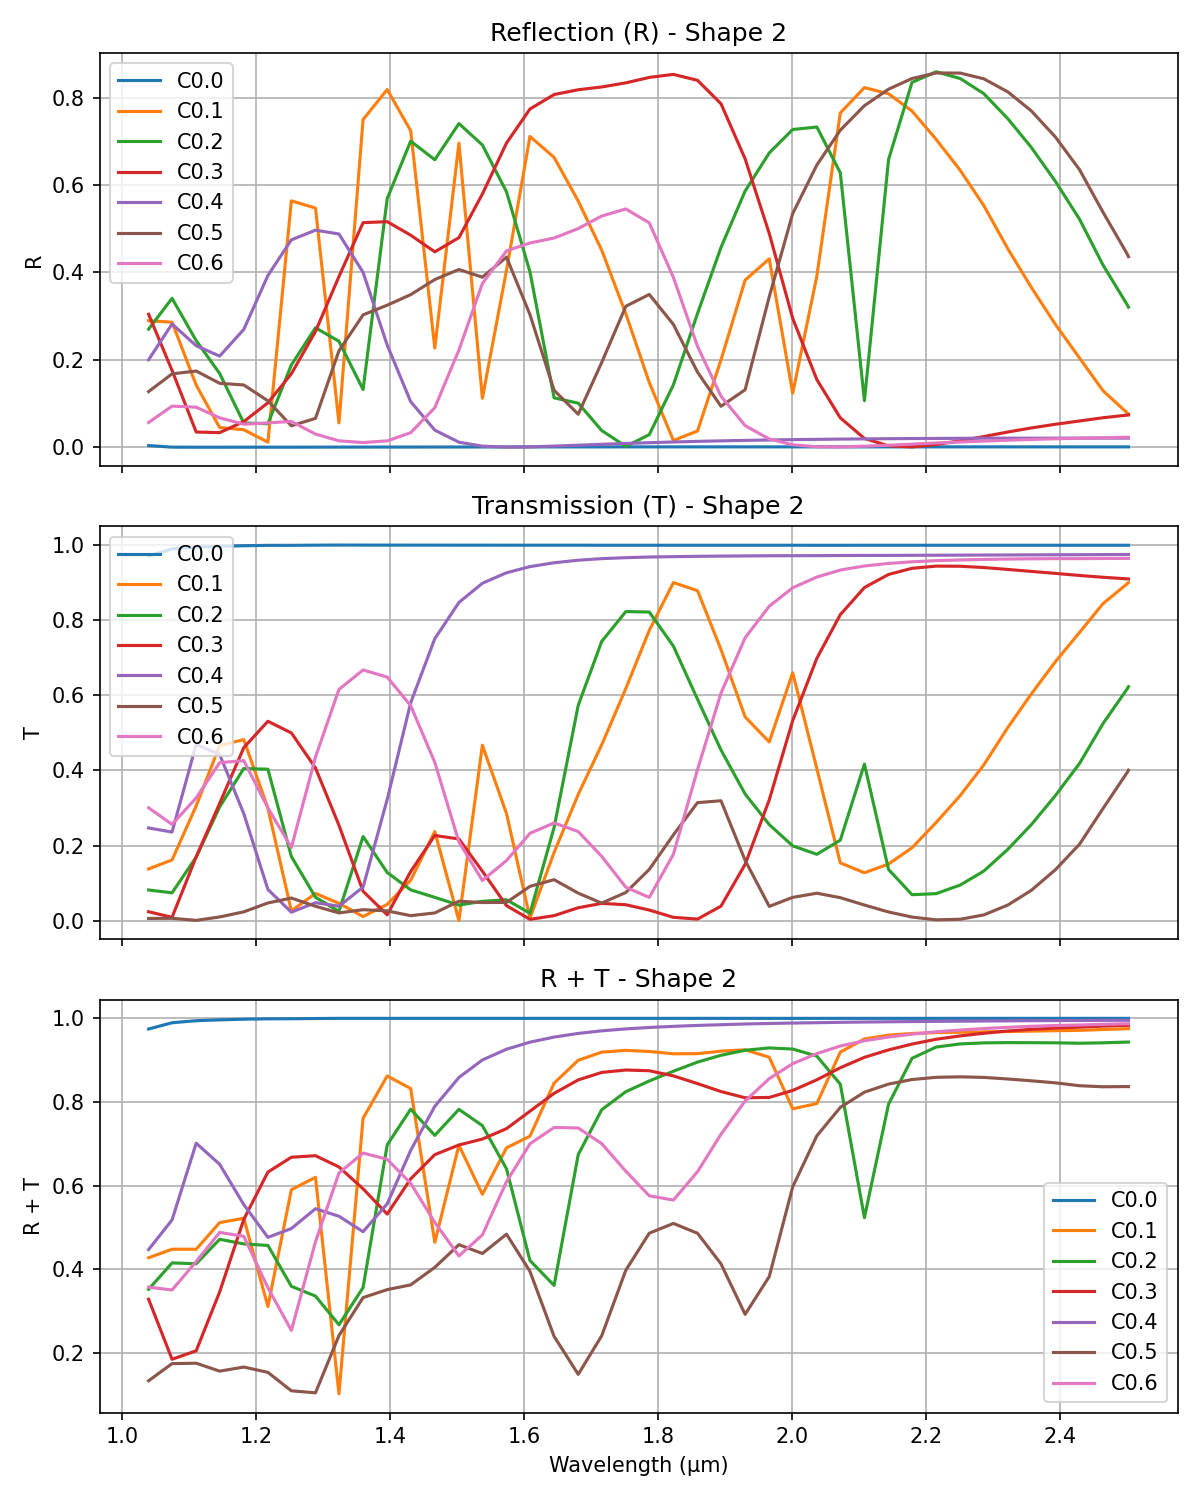 Reflection (R) - Shape 2
R
0.8
0.6
0.4
0.2
0.0
C0.0
C0.1
C0.2
C0.3
C0.4
C0.5
C0.6
Transmission (T) - Shape 2
T
1.0
0.8
0.6
0.4
0.2
0.0
C0.0
C0.1
C0.2
C0.3
C0.4
C0.5
C0.6
R + T - Shape 2
R + T
1.0
0.8
0.6
0.4
0.2
C0.0
C0.1
C0.2
C0.3
C0.4
C0.5
C0.6
1.0 1.2 1.4 1.6 1.8 2.0 2.2 2.4
Wavelength (µm)